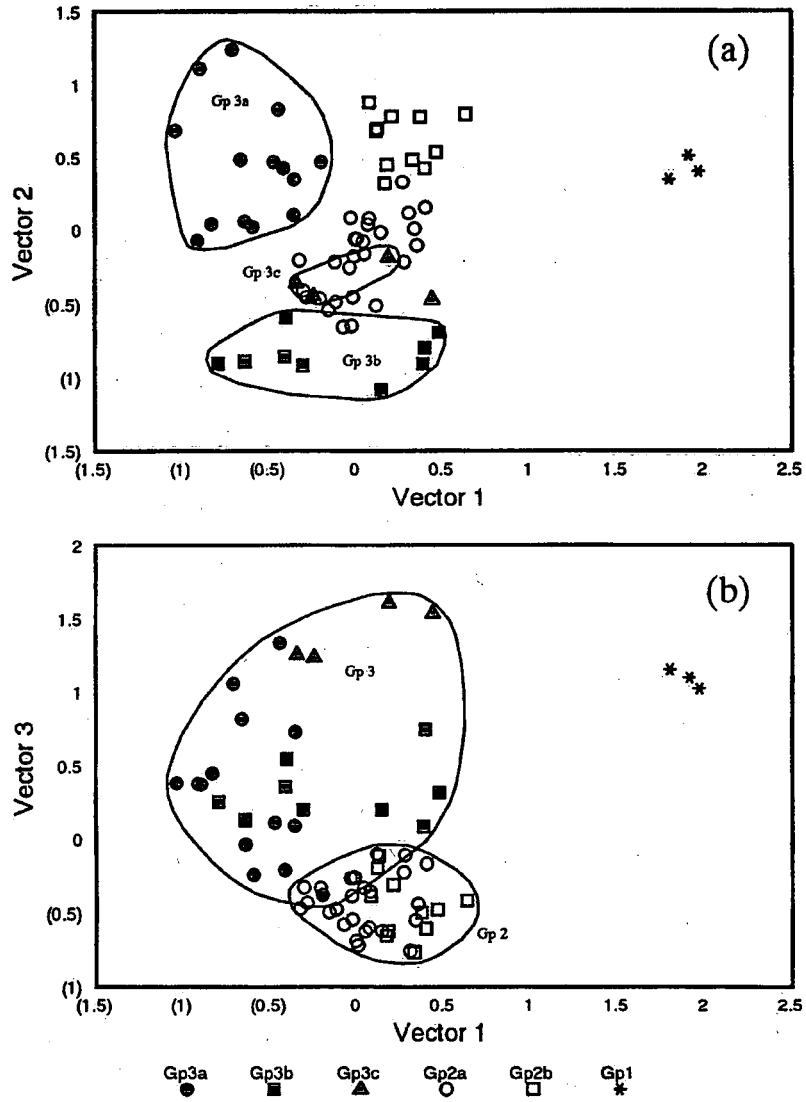 1.5
(a)
1
Gp 3a
0.5
Vector 2
0
Gp 3c
(0.5)
Gp 3b
(1)
(1.5)
(1.5) (1) (0.5) 0 0.5 1 1.5 2 2.5
Vector 1
2
(b)
1.5
Gp 3
1
Vector 3
0.5
0
(0.5)
Gp 2
(1)
(1.5) (1) (0.5) 0 0.5 1 1.5 2 2.5
Vector 1
Gp3a Gp3b Gp3c Gp2a Gp2b Gp1